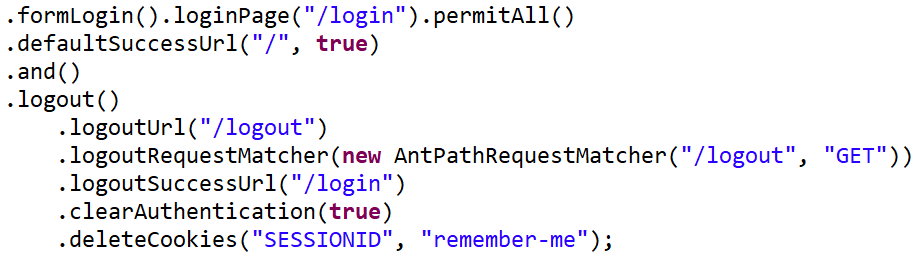 .formLogin().loginPage("/login").permitAll()
.defaultSuccessUrl("/", true)
.and()
.logout()
    .logoutUrl("/logout")
    .logoutRequestMatcher(new AntPathRequestMatcher("/logout", "GET"))
    .logoutSuccessUrl("/login")
    .clearAuthentication(true)
    .deleteCookies("SESSIONID", "remember-me");